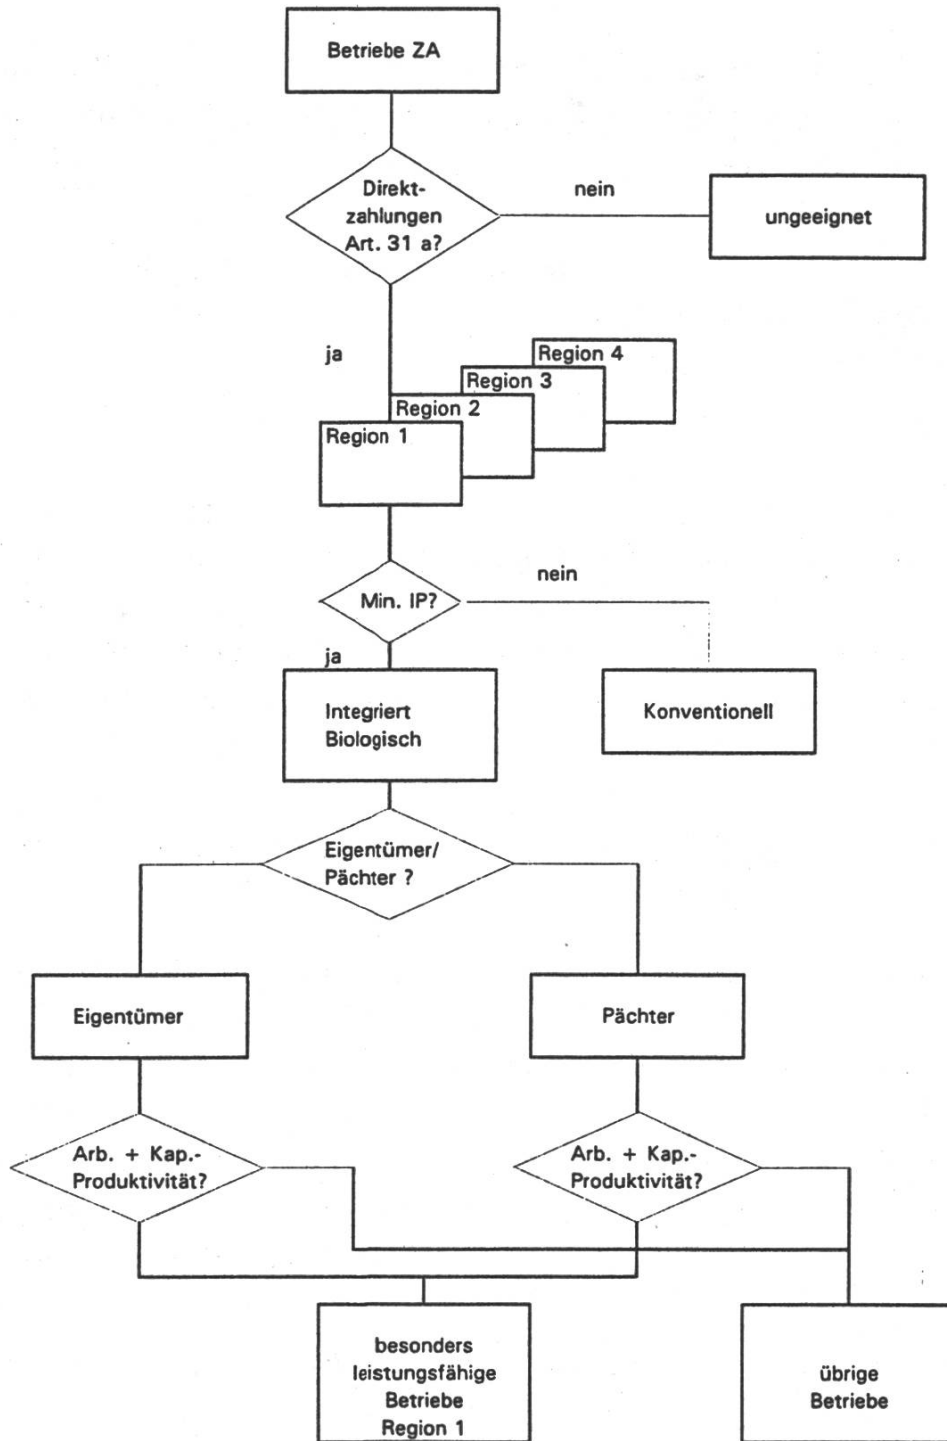 Betriebe ZA
Direkt-
zahlungen
Art. 31 a?
nein
ungeeignet
ja
Region 4
Region 3
Region 2
Region 1
Min. IP?
nein
ja
Integriert
Biologisch
Konventionell
Eigentümer/
Pächter ?
Eigentümer
Pächter
Arb. + Kap.-
Produktivität?
Arb. + Kap.-
Produktivität?
besonders
leistungsfähige
Betriebe
Region 1
übrige
Betriebe